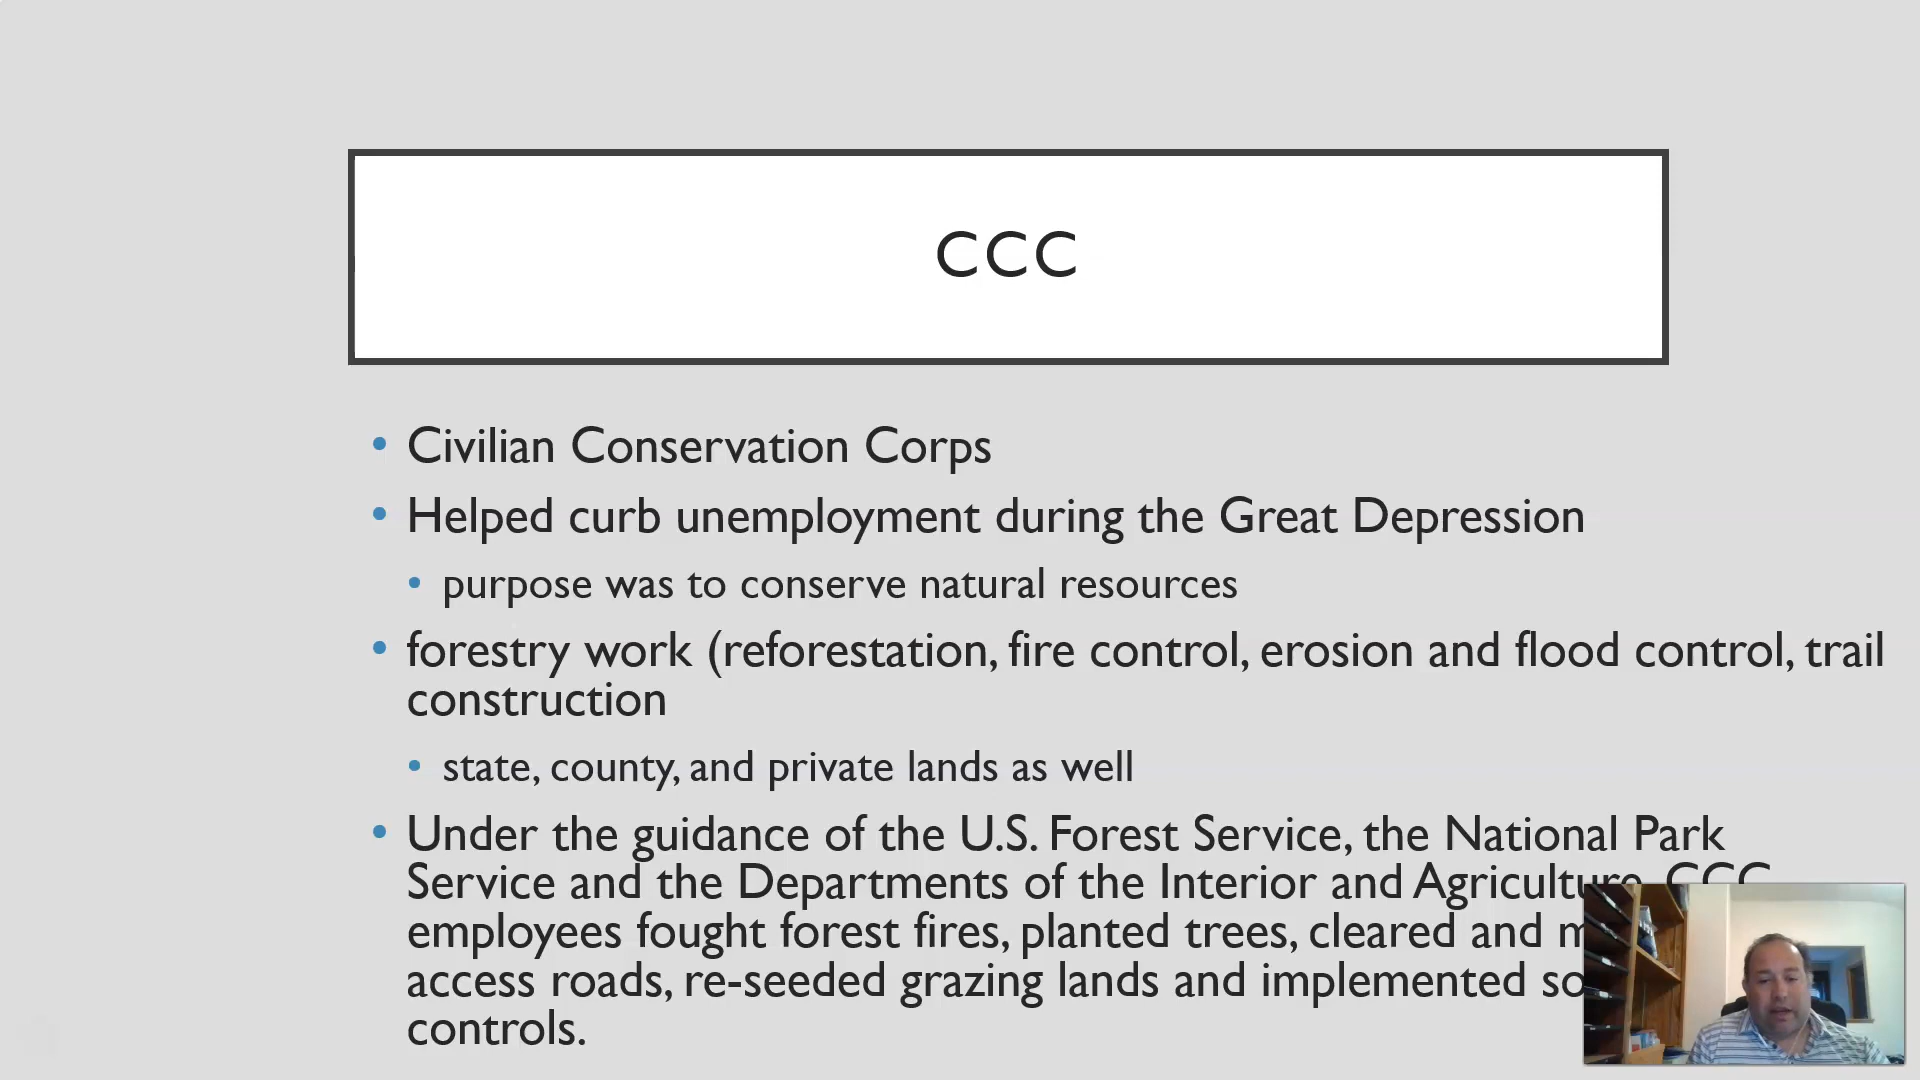 CCC
• Civilian Conservation Corps
• Helped curb unemployment during the Great Depression
• purpose was to conserve natural resources
• forestry work (reforestation, fire control, erosion and flood control, trail
construction
• state, county, and private lands as well
• Under the guidance of the U.S. Forest Service, the National Park
Service and the Departments of the Interior and Agriculture, CCC
employees fought forest fires, planted trees, cleared and
access roads, re-seeded grazing lands and implemented
controls.